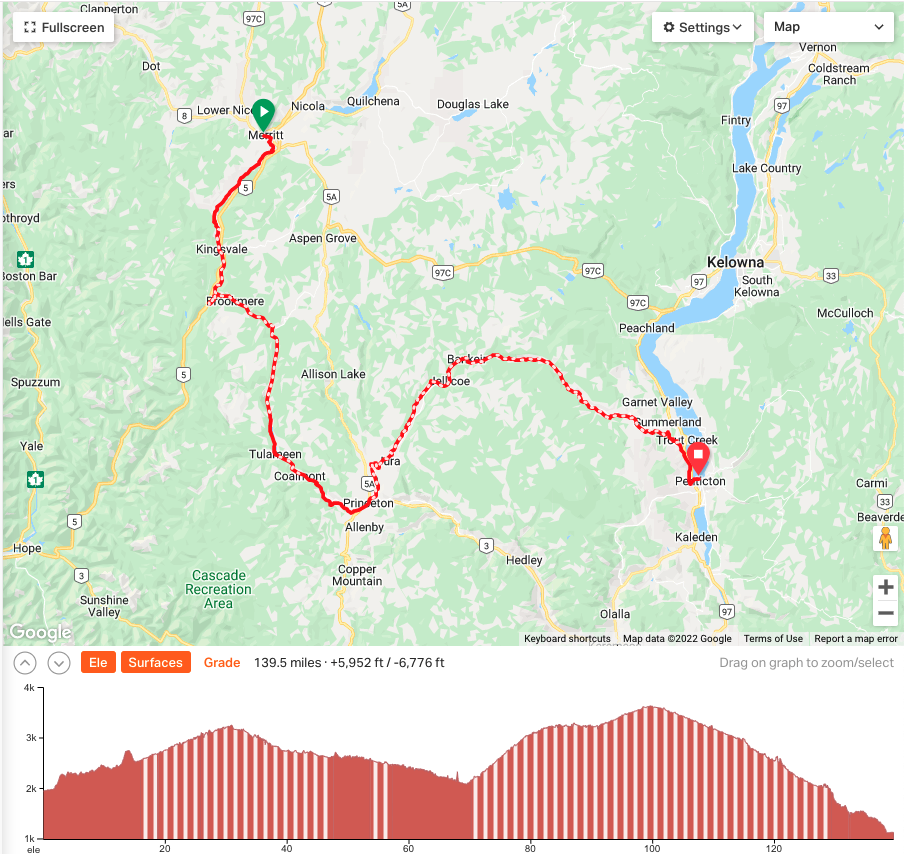 Clapperton
97C
5A
Fullscreen
Settings
Map
Vernon
Dot
Coldstream
Ranch
Lower Nic
Nicola
Quilchena
Douglas Lake
97
8
Fintry
Merritt
Lake Country
5
5A
Aspen Grove
Kingsvale
1
Boston Bar
97C
97C
97
Kelowna
South
Kelowna
33
97C
Brookmere
McCulloch
ells Gate
Peachland
Allison Lake
5
Spuzzum
Garnet Valley
Summerland
Yale
Trout Creek
Tulameen
Coalmont
1
5A
Penticton
Carmi
Princeton
33
Beaverde
5
Allenby
Kaleden
Hope
3
Hedley
3
Copper
Mountain
Cascade
Recreation
Area
Sunshine
Valley
Olalla
97
Google
Keyboard shortcuts
Map data ©2022 Google
Terms of Use
Report a map error
Ele
Surfaces
Grade
139.5 miles · +5,952 ft / -6,776 ft
Drag on graph to zoom/select
4k
3k
2k
1k
ele
20
40
60
80
100
120